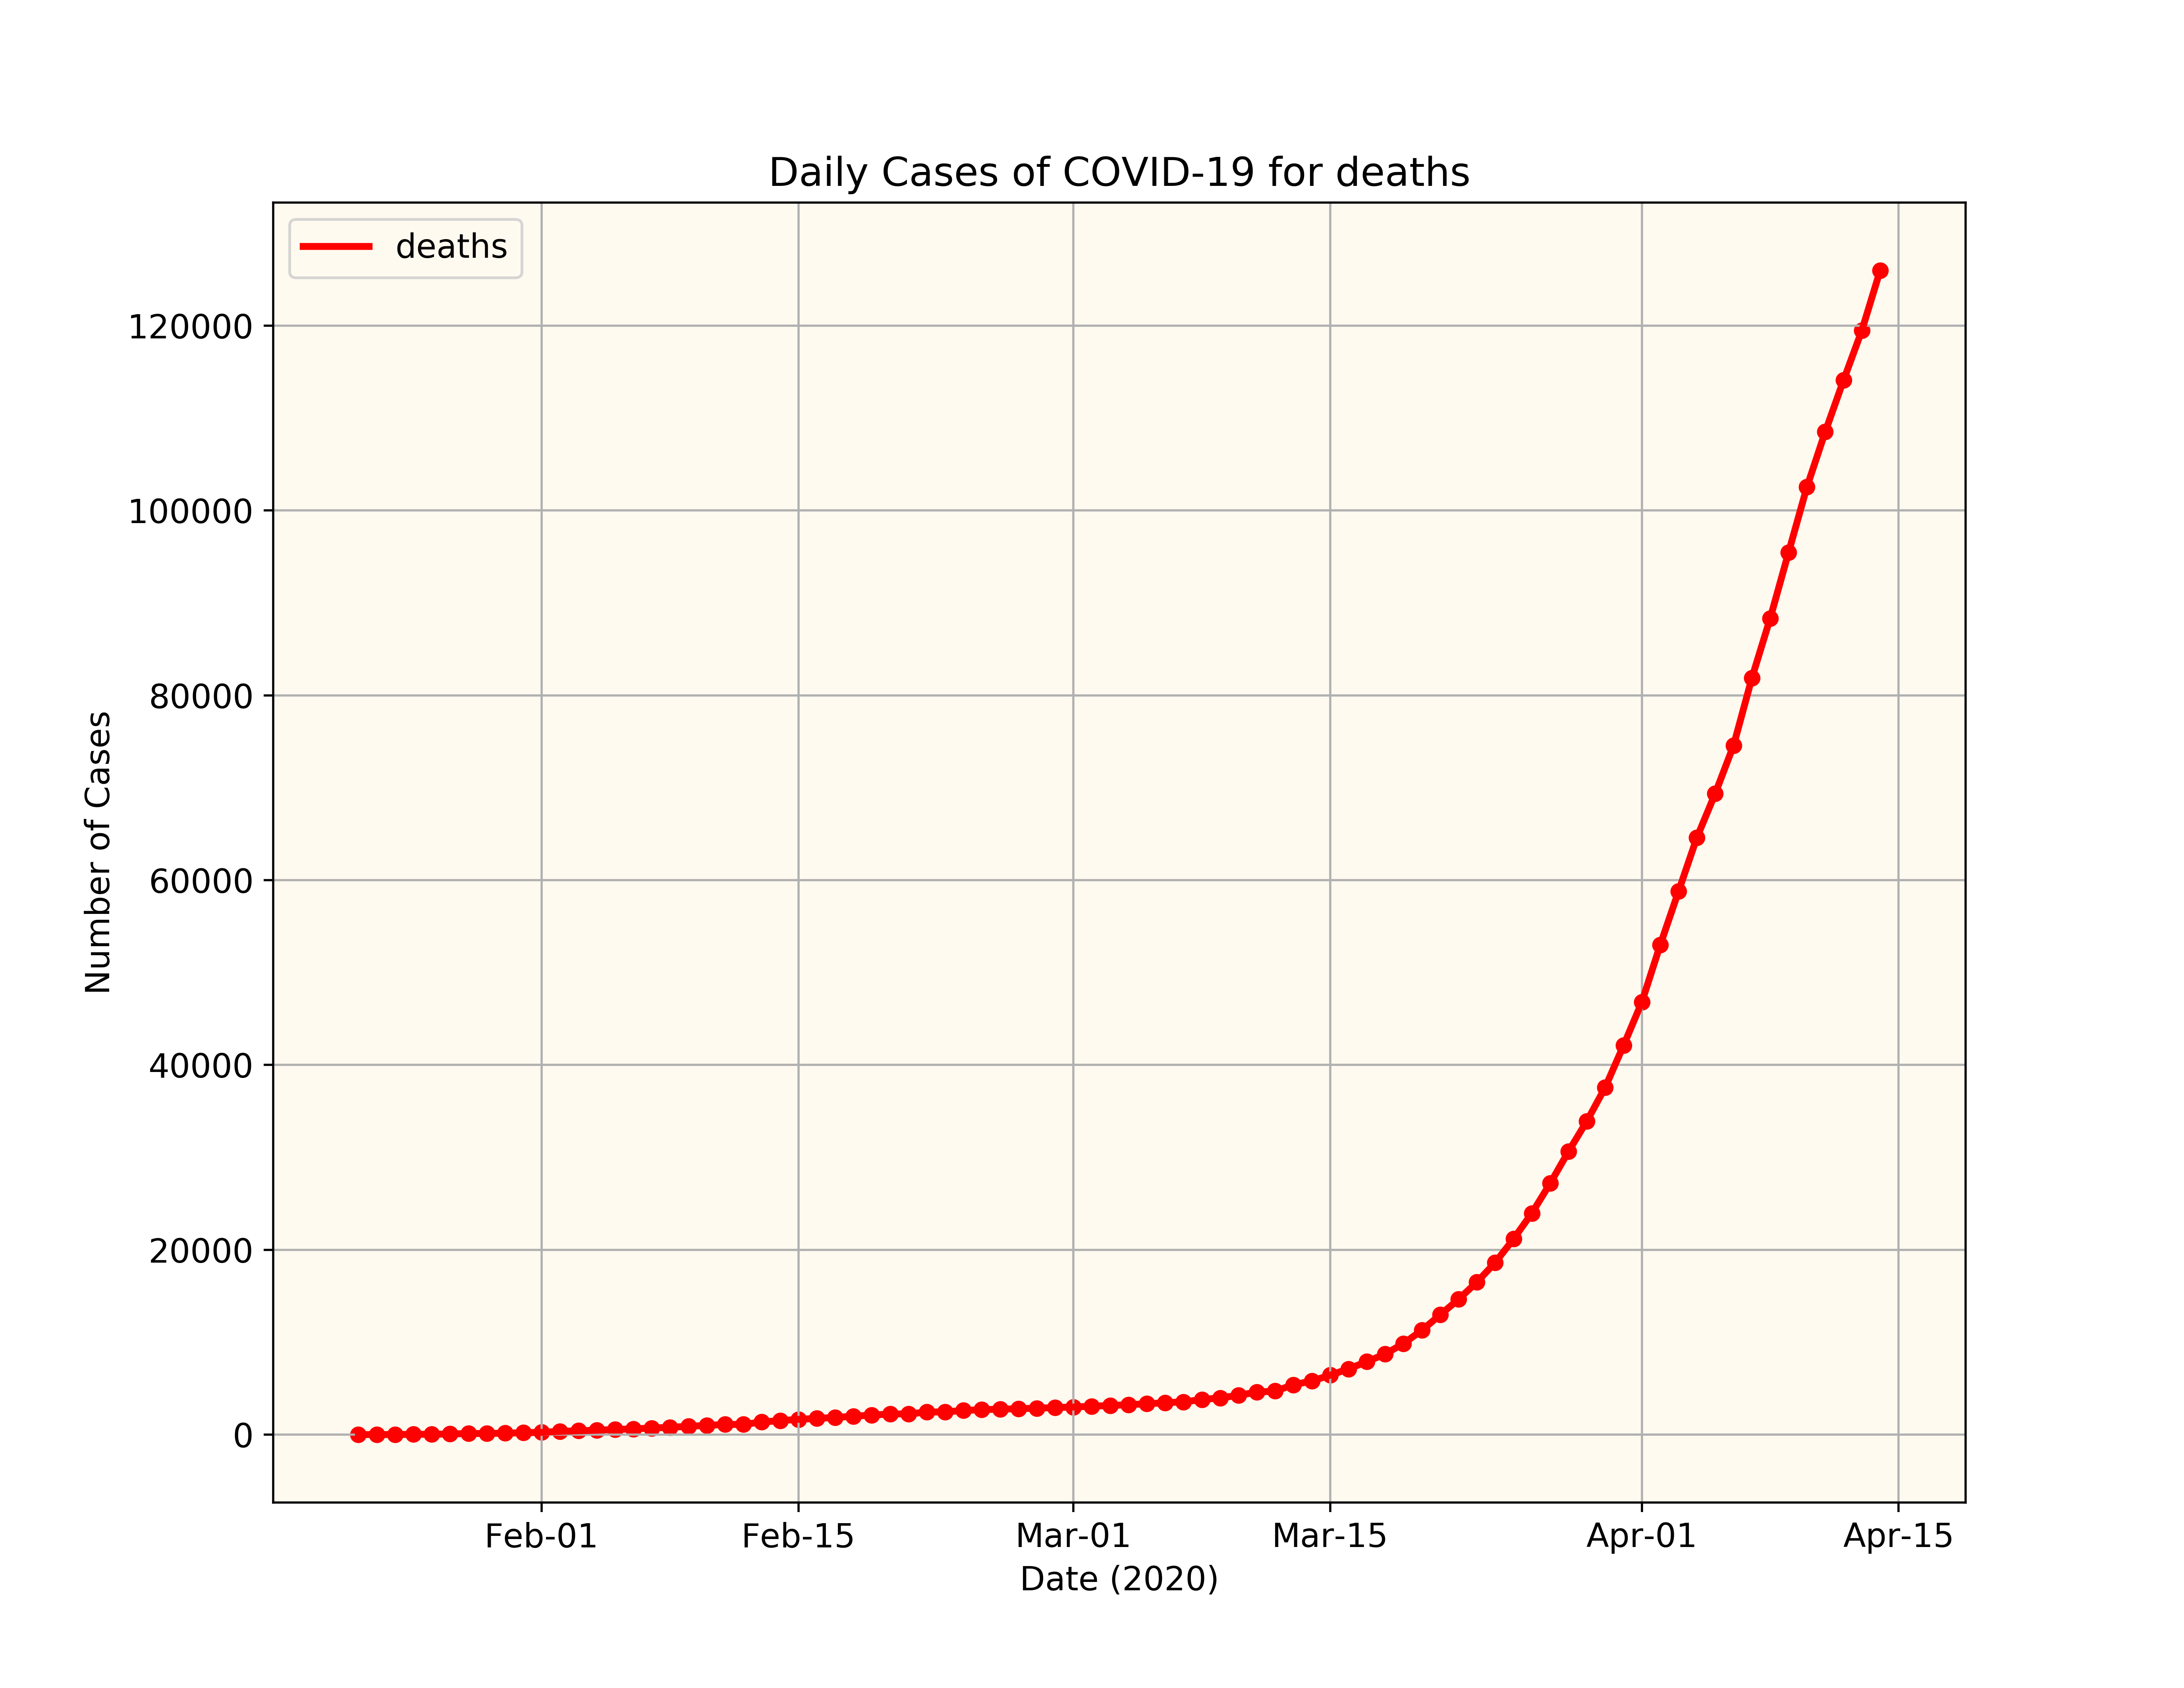 Daily Cases of COVID-19 for deaths
deaths
120000
100000
80000
60000
40000
20000
0
Number of Cases
Feb-01 Feb-15 Mar-01 Mar-15 Apr-01 Apr-15
Date (2020)